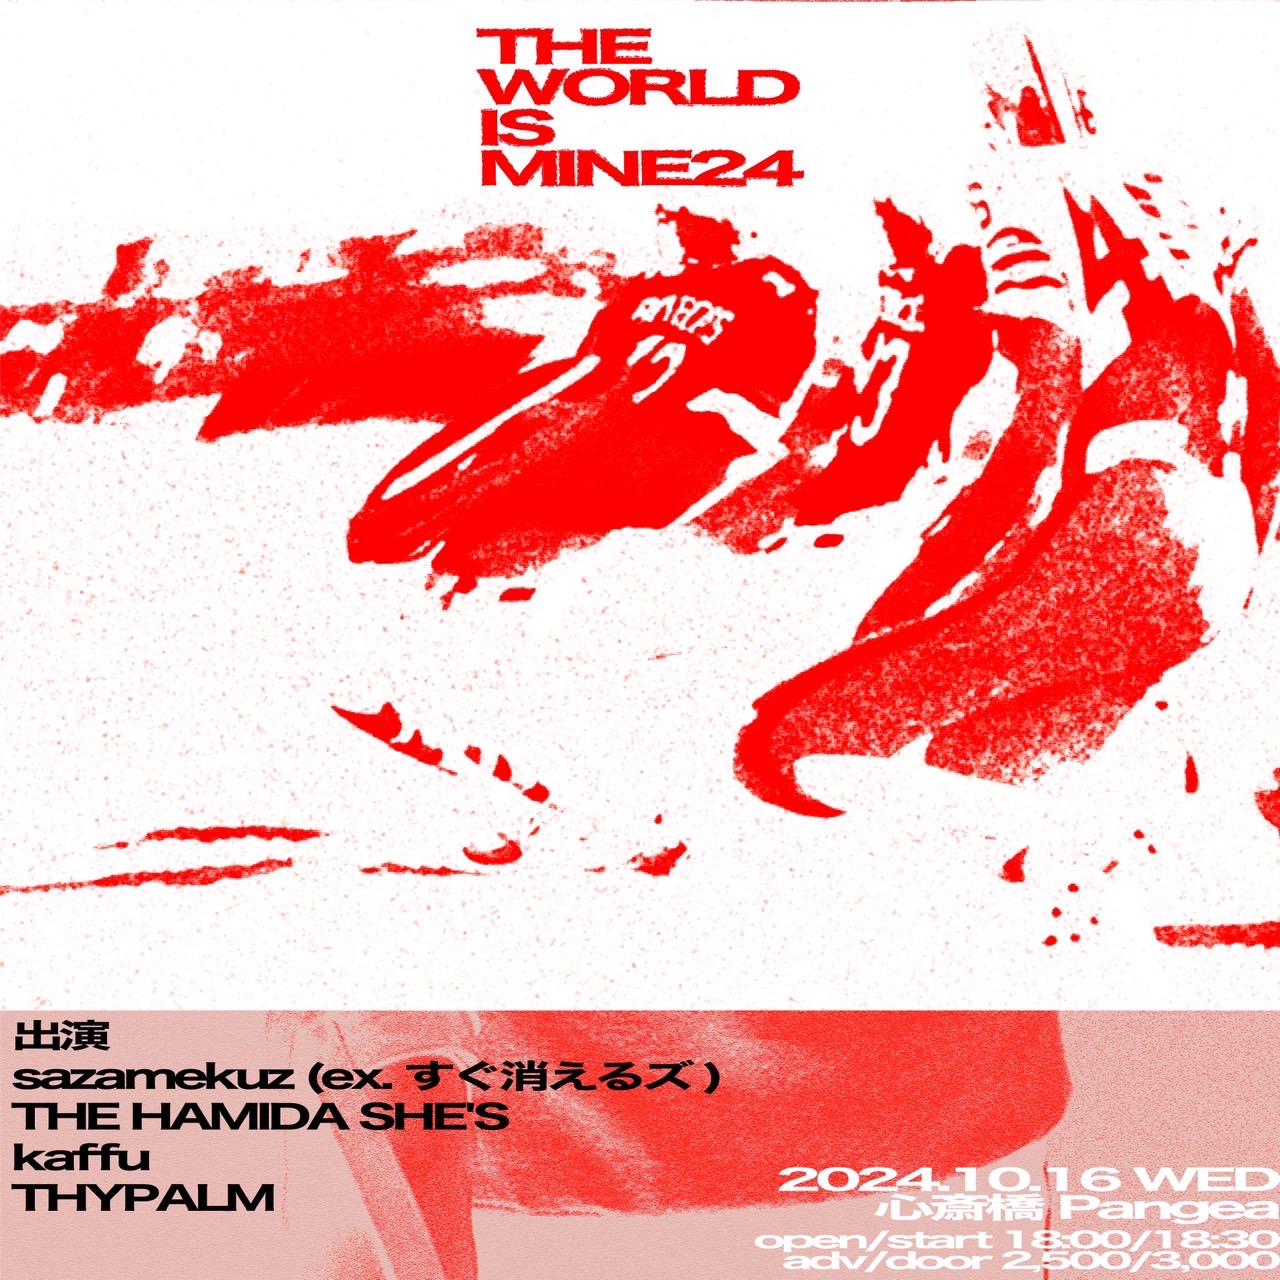 THE
WORLD
IS
MINE24
出演
sazamekuz (ex. すぐ消えるズ )
THE HAMIDA SHE'S
kaffu
THYPALM
2024.10.16 WED
心斎橋 Pangea
open/start 18:00/18:30
adv/door 2,500/3,000